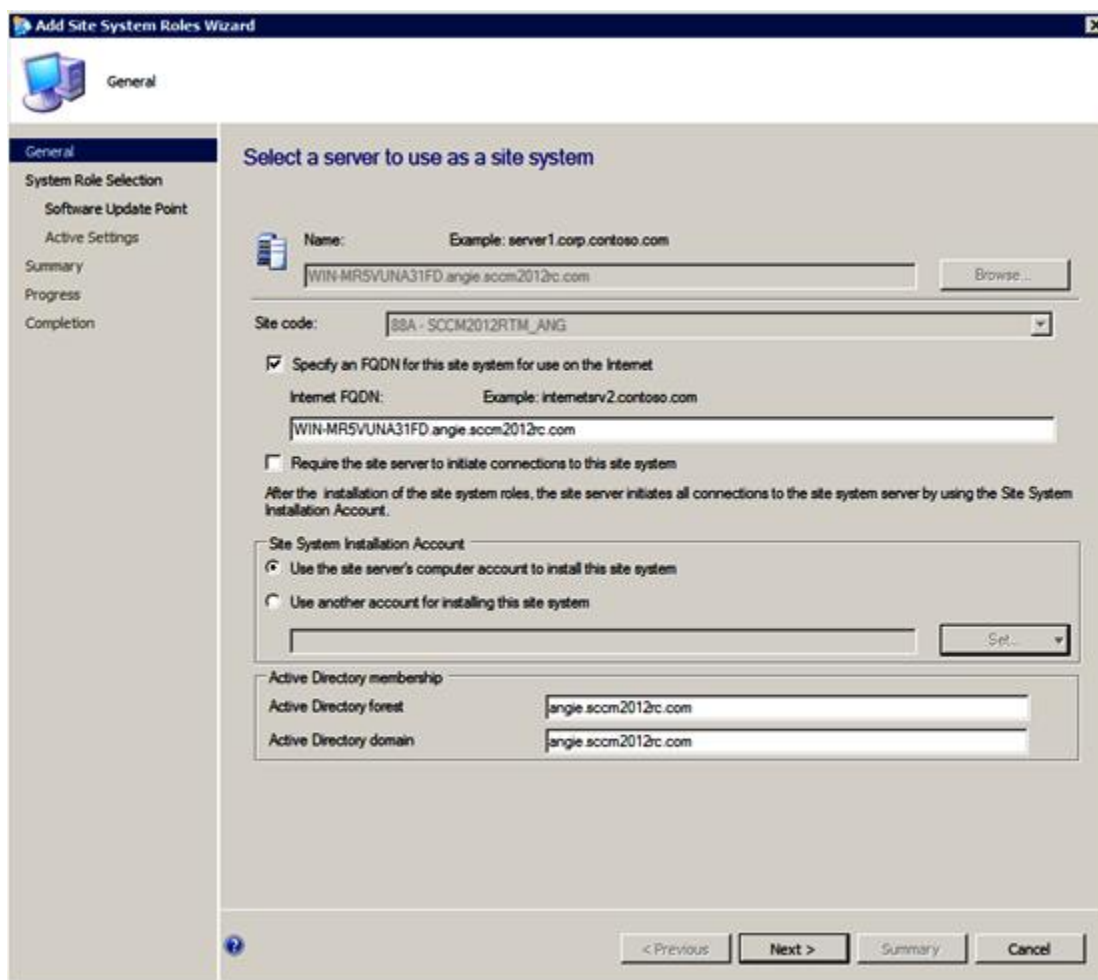 Add Site System Roles Wizard
General
General
System Role Selection
Software Update Point
Active Settings
Summary
Progress
Completion
Select a server to use as a site system
Name: Example: server1.corp.contoso.com
WIN-MR5VUNA31FD.angie.sccm2012rc.com Browse...
Site code: 88A - SCCM2012RTM_ANG
Specify an FQDN for this site system for use on the Internet
Internet FQDN: Example: internetsrv2.contoso.com
WIN-MR5VUNA31FD.angie.sccm2012rc.com
Require the site server to initiate connections to this site system
After the installation of the site system roles, the site server initiates all connections to the site system server by using the Site System
Installation Account.
Site System Installation Account
Use the site server's computer account to install this site system
Use another account for installing this site system
Set...
Active Directory membership
Active Directory forest angie.sccm2012rc.com
Active Directory domain angie.sccm2012rc.com
< Previous Next > Summary Cancel